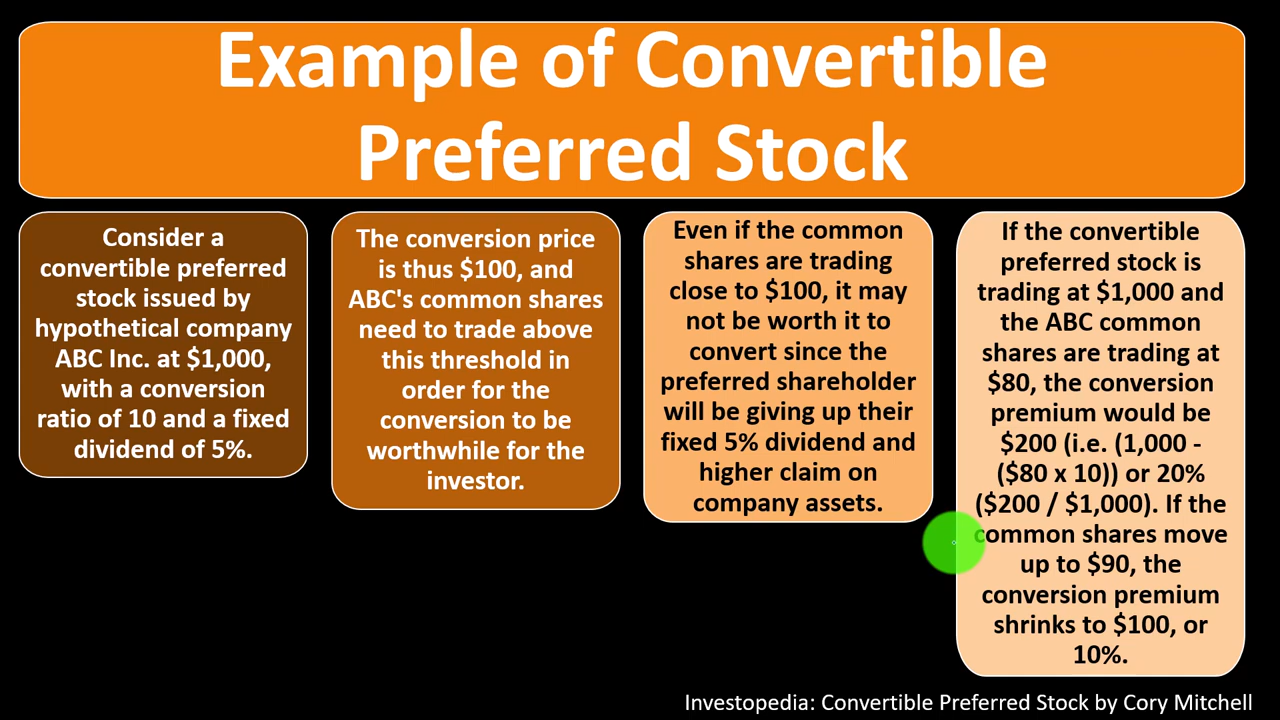 Example of Convertible
Preferred Stock
Consider a
convertible preferred
stock issued by
hypothetical company
ABC Inc. at $1,000,
with a conversion
ratio of 10 and a fixed
dividend of 5%.
The conversion price
is thus $100, and
ABC's common shares
need to trade above
this threshold in
order for the
conversion to be
worthwhile for the
investor.
Even if the common
shares are trading
close to $100, it may
not be worth it to
convert since the
preferred shareholder
will be giving up their
fixed 5% dividend and
higher claim on
company assets.
If the convertible
preferred stock is
trading at $1,000 and
the ABC common
shares are trading at
$80, the conversion
premium would be
$200 (i.e. (1,000 -
($80 x 10)) or 20%
($200 / $1,000). If the
common shares move
up to $90, the
conversion premium
shrinks to $100, or
10%.
Investopedia: Convertible Preferred Stock by Cory Mitchell